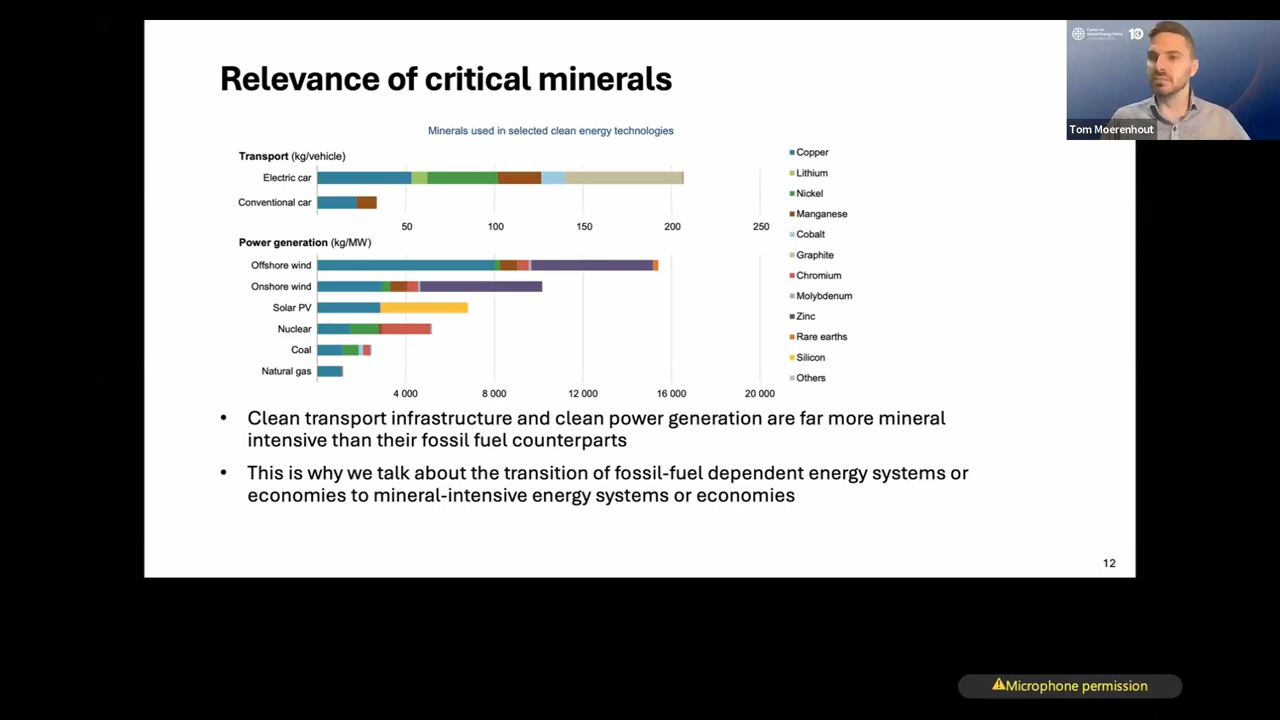 Relevance of critical minerals
Minerals used in selected clean energy technologies
Transport (kg/vehicle)
Electric car
Conventional car
50
100
150
200
250
Power generation (kg/MW)
Offshore wind
Onshore wind
Solar PV
Nuclear
Coal
Natural gas
4 000
8 000
12 000
16 000
20 000
Copper
Lithium
Nickel
Manganese
Cobalt
Graphite
Chromium
Molybdenum
Zinc
Rare earths
Silicon
Others
• Clean transport infrastructure and clean power generation are far more mineral
intensive than their fossil fuel counterparts
• This is why we talk about the transition of fossil-fuel dependent energy systems or
economies to mineral-intensive energy systems or economies
12
Tom Moerenhout
Microphone permission